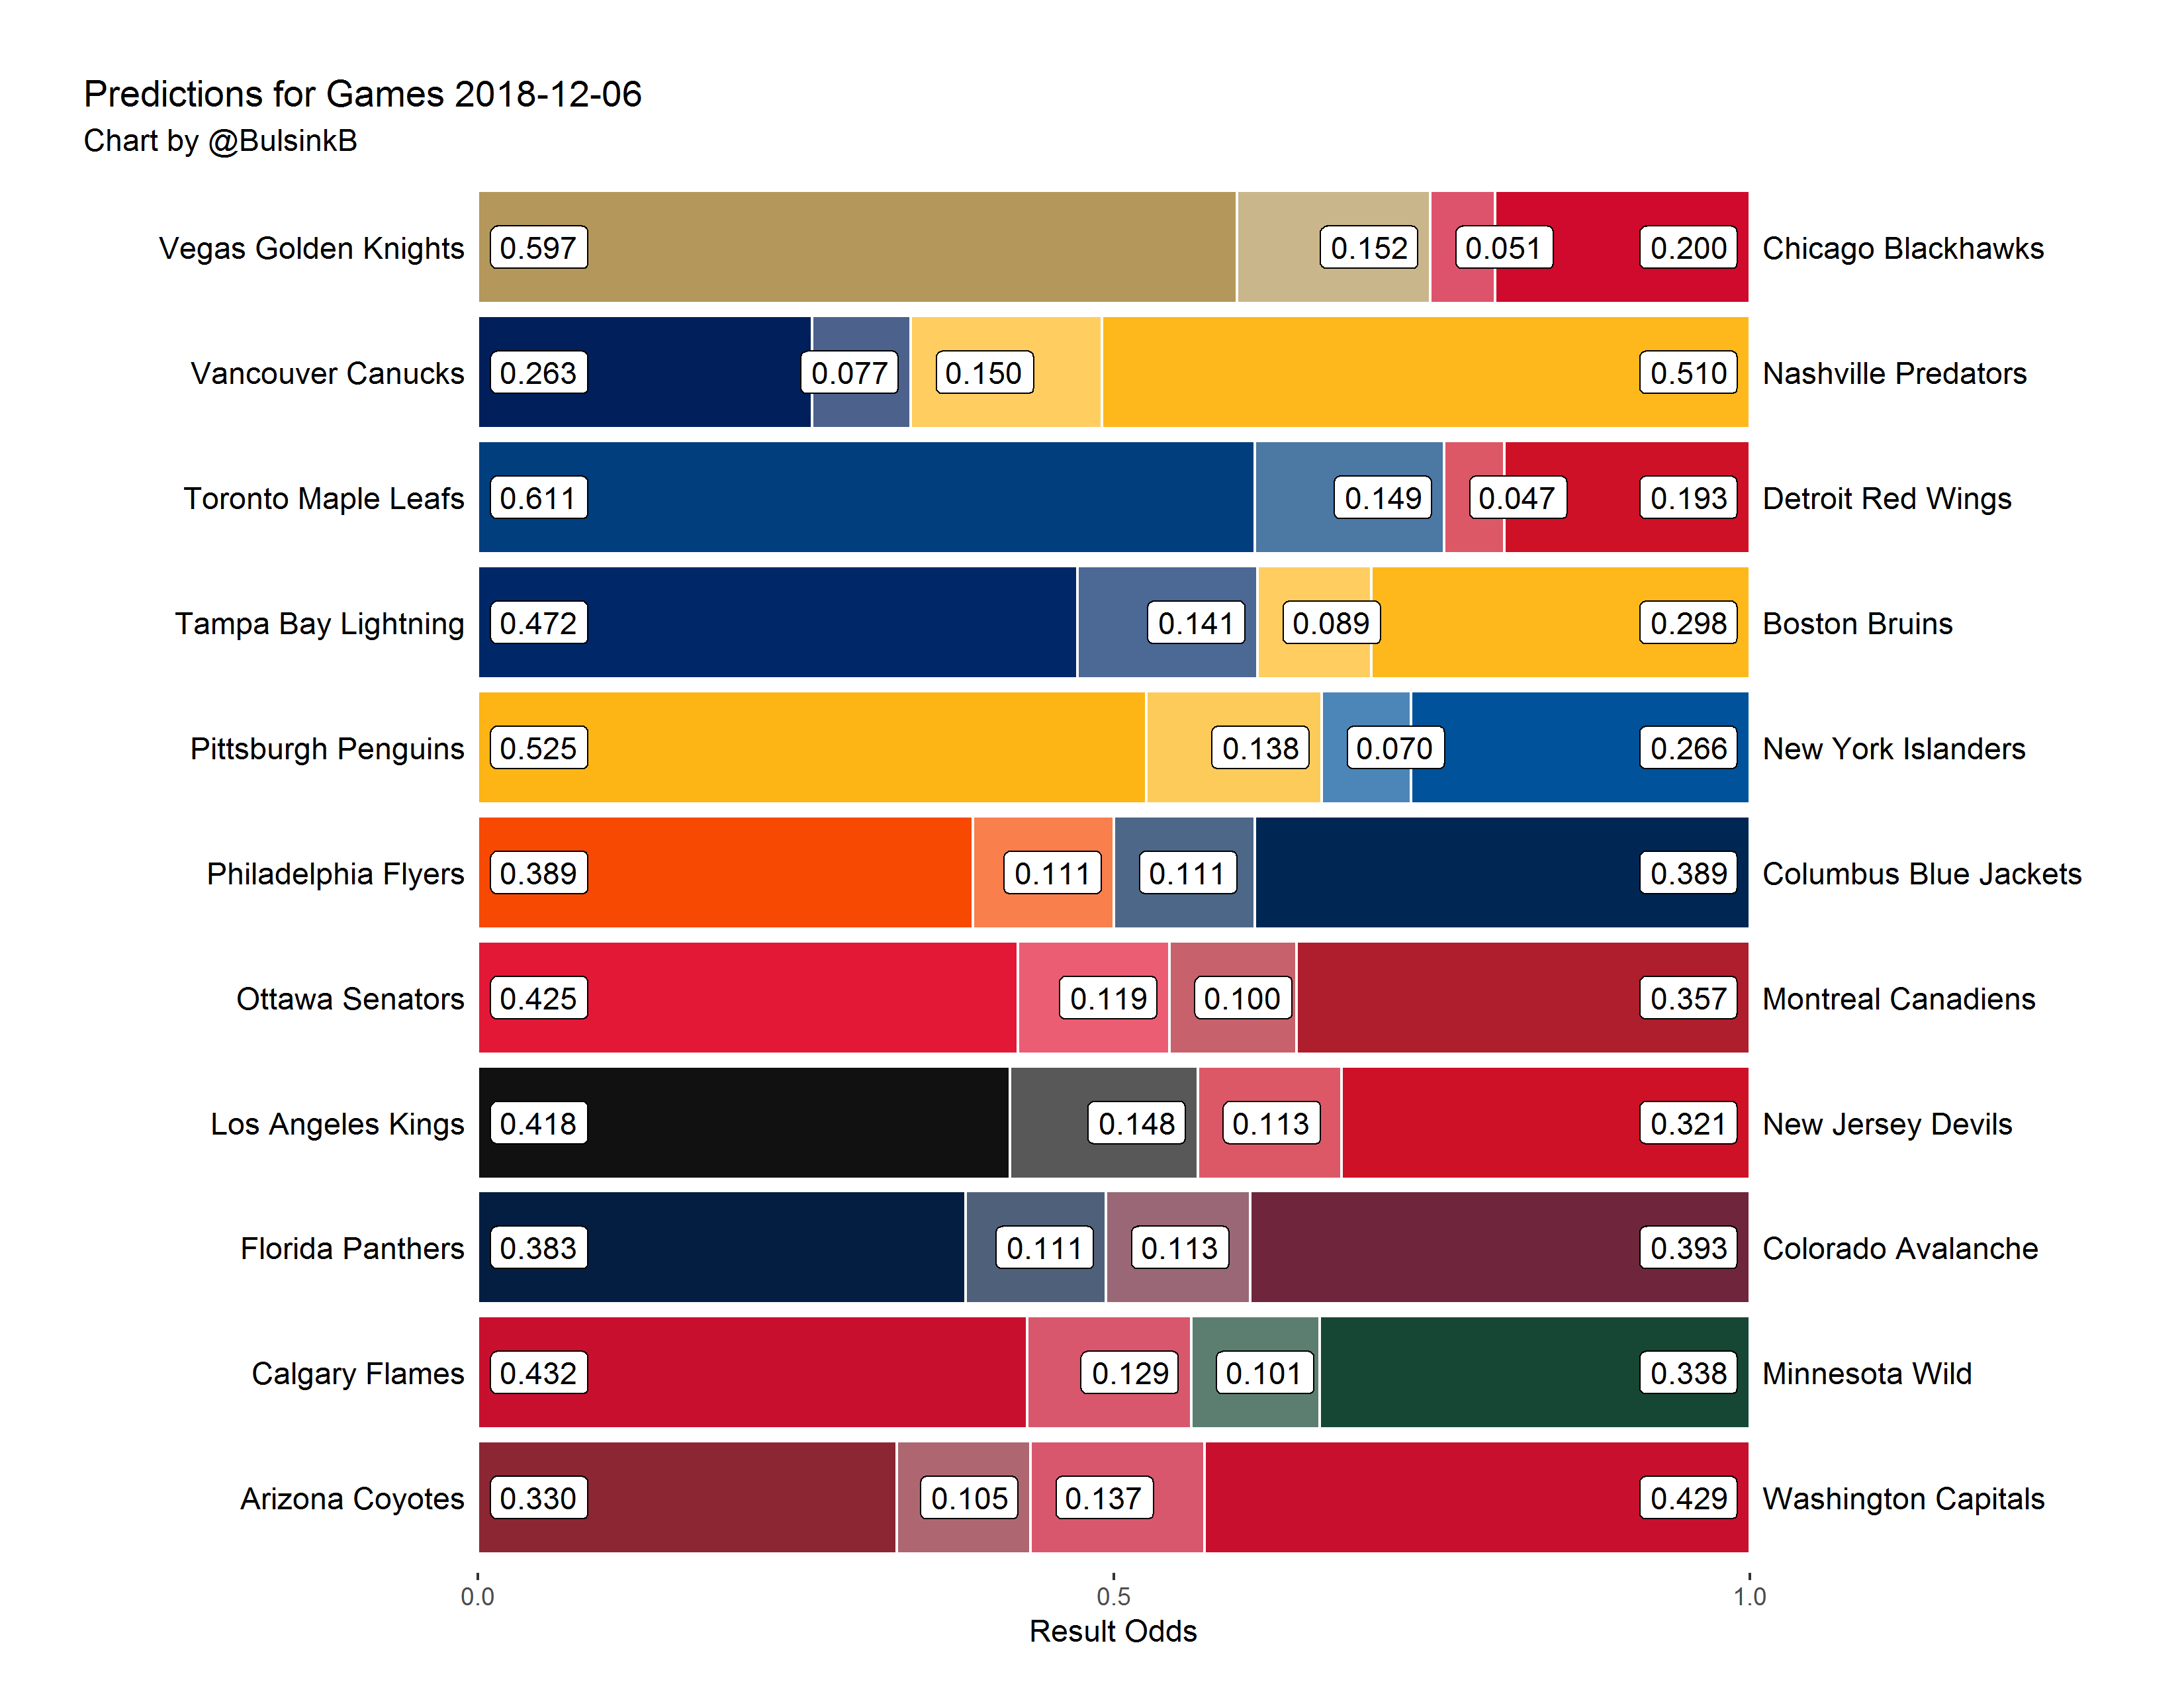 Predictions for Games 2018-12-06
Chart by @BulsinkB
Vegas Golden Knights 0.597 0.152 0.051 0.200 Chicago Blackhawks
Vancouver Canucks 0.263 0.077 0.150 0.510 Nashville Predators
Toronto Maple Leafs 0.611 0.149 0.047 0.193 Detroit Red Wings
Tampa Bay Lightning 0.472 0.141 0.089 0.298 Boston Bruins
Pittsburgh Penguins 0.525 0.138 0.070 0.266 New York Islanders
Philadelphia Flyers 0.389 0.111 0.111 0.389 Columbus Blue Jackets
Ottawa Senators 0.425 0.119 0.100 0.357 Montreal Canadiens
Los Angeles Kings 0.418 0.148 0.113 0.321 New Jersey Devils
Florida Panthers 0.383 0.111 0.113 0.393 Colorado Avalanche
Calgary Flames 0.432 0.129 0.101 0.338 Minnesota Wild
Arizona Coyotes 0.330 0.105 0.137 0.429 Washington Capitals
0.0 0.5 1.0
Result Odds